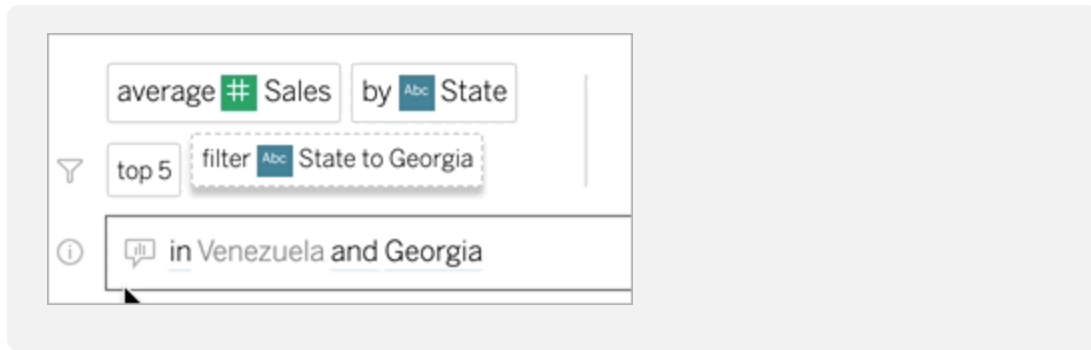 average # Sales by Abc State
top 5 filter Abc State to Georgia
in Venezuela and Georgia